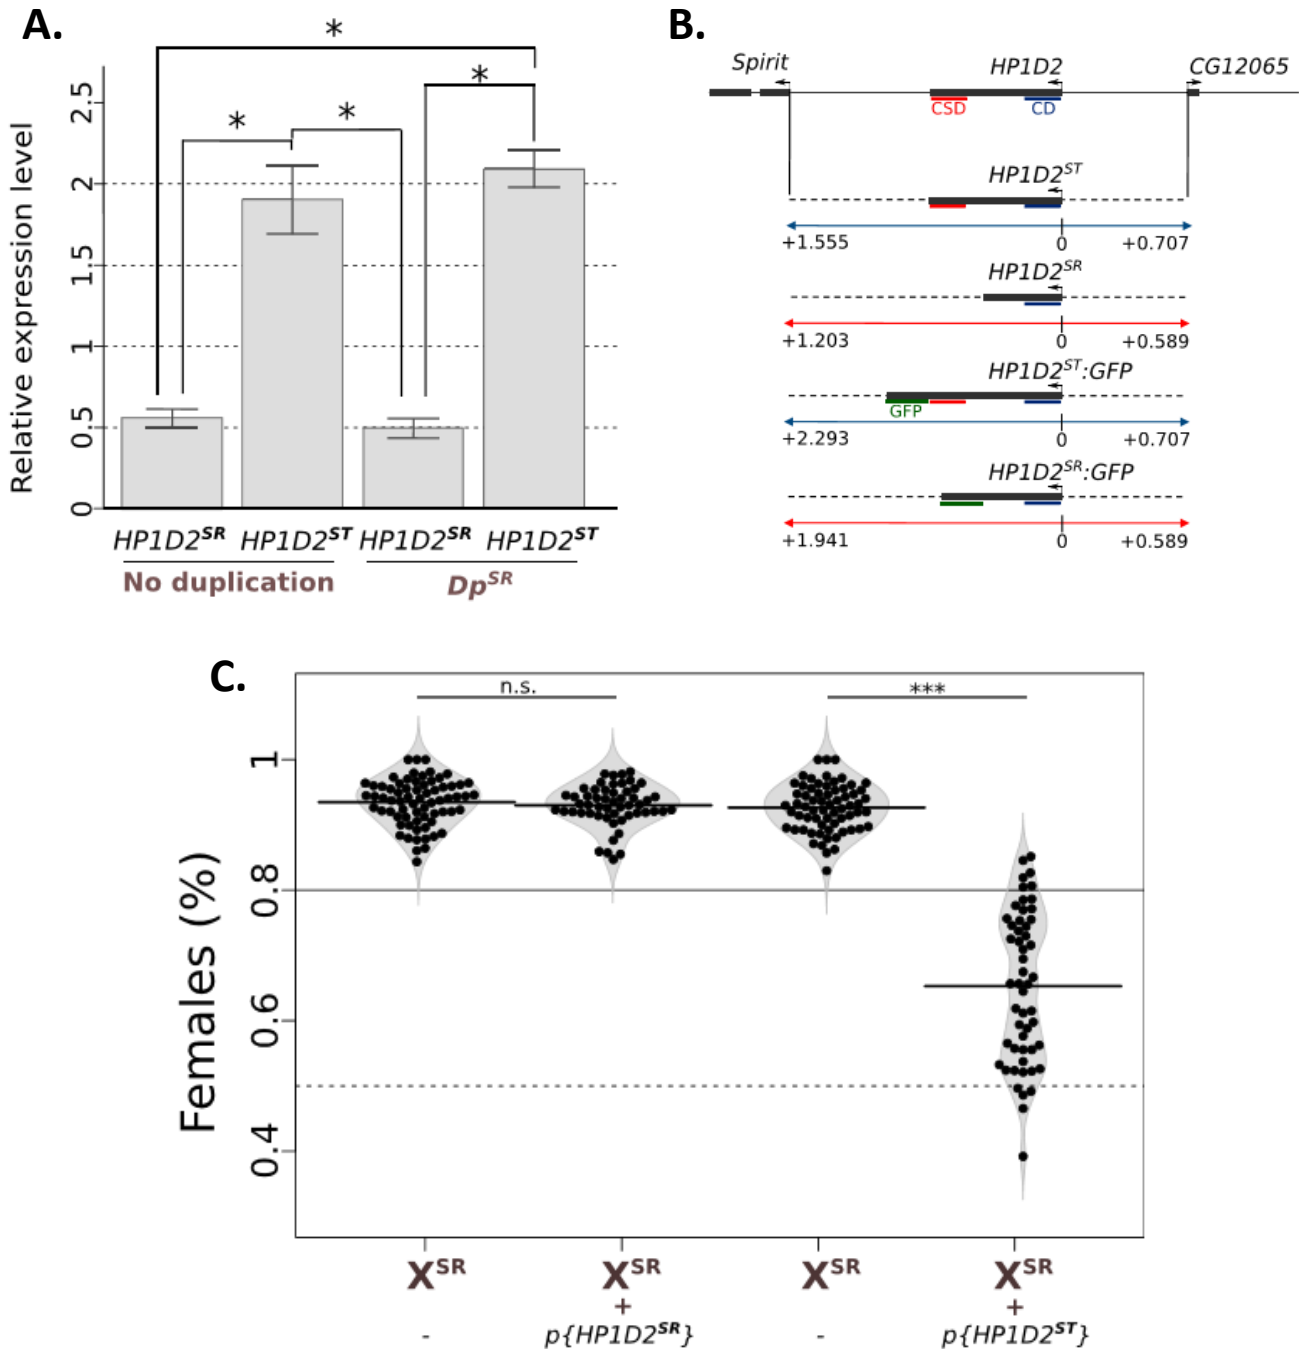 A.
*
*
*
*
Relative expression level
2.5
2
1.5
1
0.5
0
HP1D2SR HP1D2ST HP1D2SR HP1D2ST
No duplication DpSR
B.
Spirit HP1D2 CG12065
CSD CD
HP1D2ST
+1.555 0 +0.707
HP1D2SR
+1.203 0 +0.589
HP1D2ST:GFP
GFP
+2.293 0 +0.707
HP1D2SR:GFP
+1.941 0 +0.589
C.
n.s. ***
Females (%)
1
0.8
0.6
0.4
XSR XSR XSR XSR
+ +
- p{HP1D2SR} - p{HP1D2ST}